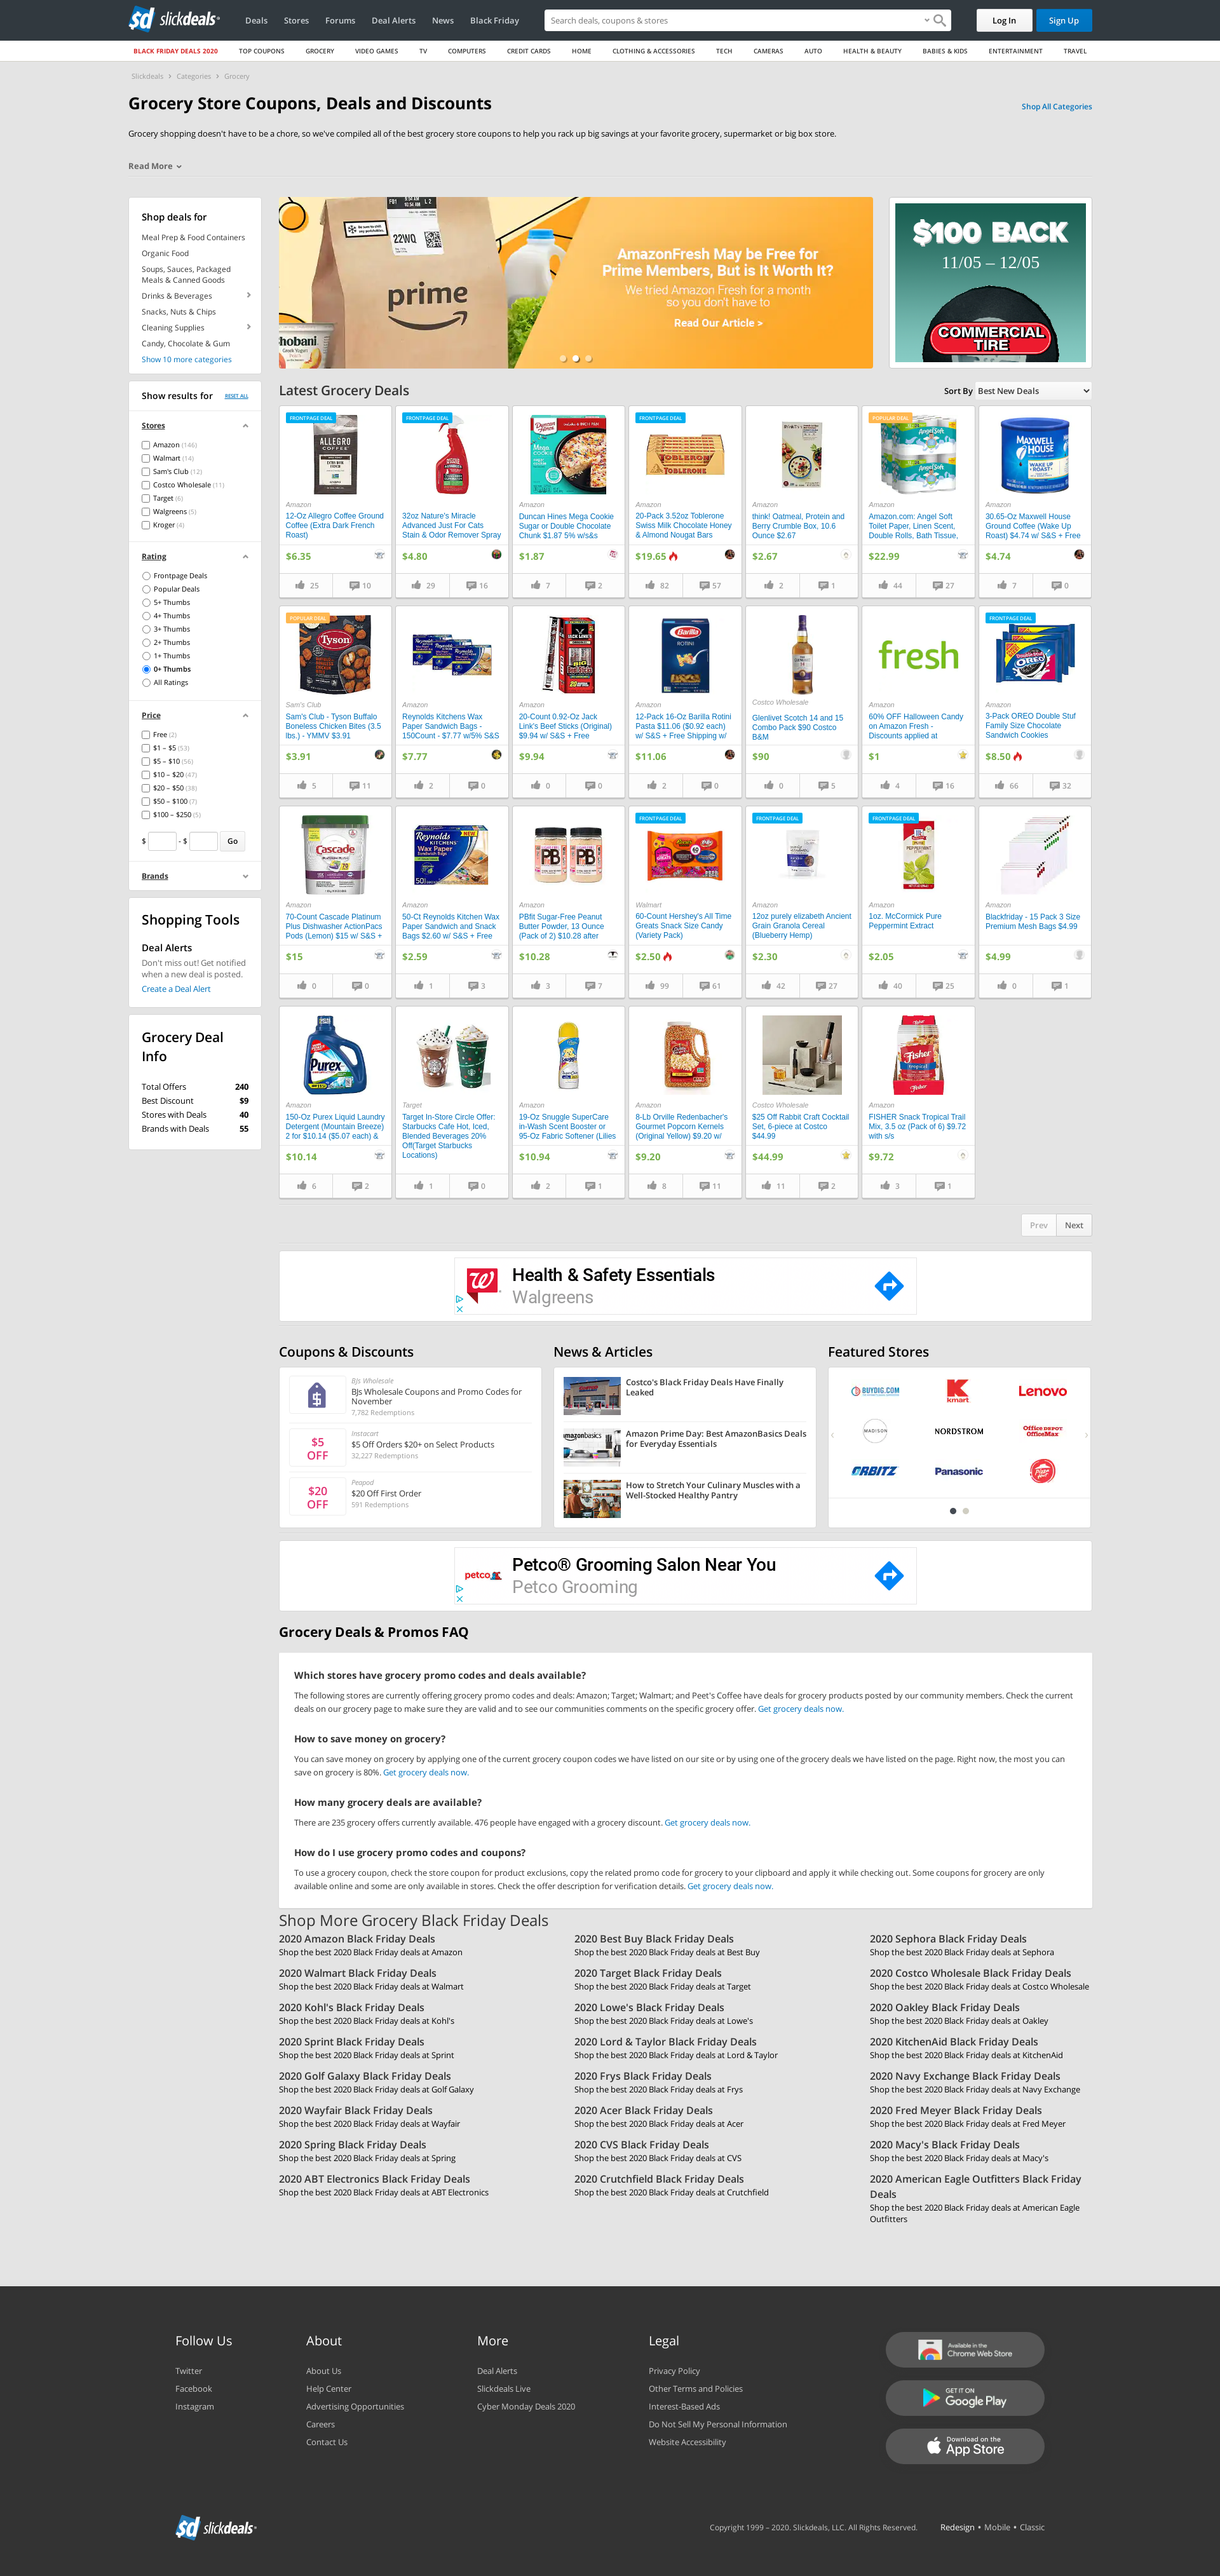 sd slickdeals
Deals
Stores
Forums
Deal Alerts
News
Black Friday
Search deals, coupons & stores
Log In
Sign Up
BLACK FRIDAY DEALS 2020
TOP COUPONS
GROCERY
VIDEO GAMES
TV
COMPUTERS
CREDIT CARDS
HOME
CLOTHING & ACCESSORIES
TECH
CAMERAS
AUTO
HEALTH & BEAUTY
BABIES & KIDS
ENTERTAINMENT
TRAVEL
Slickdeals › Categories › Grocery
Grocery Store Coupons, Deals and Discounts
Shop All Categories
Grocery shopping doesn't have to be a chore, so we've compiled all of the best grocery store coupons to help you rack up big savings at your favorite grocery, supermarket or big box store.
Read More
Shop deals for
Meal Prep & Food Containers
Organic Food
Soups, Sauces, Packaged
Meals & Canned Goods
Drinks & Beverages
Snacks, Nuts & Chips
Cleaning Supplies
Candy, Chocolate & Gum
Show 10 more categories
Show results for
RESET ALL
Stores
Amazon (146)
Walmart (14)
Sam's Club (12)
Costco Wholesale (11)
Target (6)
Walgreens (5)
Kroger (4)
Rating
Frontpage Deals
Popular Deals
5+ Thumbs
4+ Thumbs
3+ Thumbs
2+ Thumbs
1+ Thumbs
0+ Thumbs
All Ratings
Price
Free (2)
$1 – $5 (53)
$5 – $10 (56)
$10 – $20 (47)
$20 – $50 (38)
$50 – $100 (7)
$100 – $250 (5)
$ - $ Go
Brands
Shopping Tools
Deal Alerts
Don't miss out! Get notified
when a new deal is posted.
Create a Deal Alert
Grocery Deal
Info
Total Offers 240
Best Discount $9
Stores with Deals 40
Brands with Deals 55
22WQ
prime
Chobani
AmazonFresh May be Free for
Prime Members, But is It Worth It?
We tried Amazon Fresh for a month
so you don't have to
Read Our Article >
$100 BACK
11/05 – 12/05
COMMERCIAL
TIRE
Latest Grocery Deals
Sort By Best New Deals
FRONTPAGE DEAL
ALLEGRO
COFFEE
Amazon
12-Oz Allegro Coffee Ground
Coffee (Extra Dark French
Roast)
$6.35
25 10
FRONTPAGE DEAL
Amazon
32oz Nature's Miracle
Advanced Just For Cats
Stain & Odor Remover Spray
$4.80
29 16
Duncan Hines
MEGA COOKIE
Amazon
Duncan Hines Mega Cookie
Sugar or Double Chocolate
Chunk $1.87 5% w/s&s
$1.87
7 2
FRONTPAGE DEAL
TOBLERONE
Amazon
20-Pack 3.52oz Toblerone
Swiss Milk Chocolate Honey
& Almond Nougat Bars
$19.65
82 57
Amazon
think! Oatmeal, Protein and
Berry Crumble Box, 10.6
Ounce $2.67
$2.67
2 1
POPULAR DEAL
Angel Soft
Amazon
Amazon.com: Angel Soft
Toilet Paper, Linen Scent,
Double Rolls, Bath Tissue,
$22.99
44 27
MAXWELL HOUSE
WAKE UP ROAST
Amazon
30.65-Oz Maxwell House
Ground Coffee (Wake Up
Roast) $4.74 w/ S&S + Free
$4.74
7 0
POPULAR DEAL
Tyson
Sam's Club
Sam's Club - Tyson Buffalo
Boneless Chicken Bites (3.5
lbs.) - YMMV $3.91
$3.91
5 11
Amazon
Reynolds Kitchens Wax
Paper Sandwich Bags -
150Count - $7.77 w/5% S&S
$7.77
2 0
JACK LINK'S
BIG
Amazon
20-Count 0.92-Oz Jack
Link's Beef Sticks (Original)
$9.94 w/ S&S + Free
$9.94
0 0
Barilla
ROTINI
Amazon
12-Pack 16-Oz Barilla Rotini
Pasta $11.06 ($0.92 each)
w/ S&S + Free Shipping w/
$11.06
2 0
Costco Wholesale
Glenlivet Scotch 14 and 15
Combo Pack $90 Costco
B&M
$90
0 5
fresh
Amazon
60% OFF Halloween Candy
on Amazon Fresh -
Discounts applied at
$1
4 16
FRONTPAGE DEAL
OREO
Amazon
3-Pack OREO Double Stuf
Family Size Chocolate
Sandwich Cookies
$8.50
66 32
Cascade
Amazon
70-Count Cascade Platinum
Plus Dishwasher ActionPacs
Pods (Lemon) $15 w/ S&S +
$15
0 0
Reynolds
KITCHENS
Wax Paper
NEW
50
Amazon
50-Ct Reynolds Kitchen Wax
Paper Sandwich and Snack
Bags $2.60 w/ S&S + Free
$2.59
1 3
PB
PB
Amazon
PBfit Sugar-Free Peanut
Butter Powder, 13 Ounce
(Pack of 2) $10.28 after
$10.28
3 7
FRONTPAGE DEAL
Walmart
60-Count Hershey's All Time
Greats Snack Size Candy
(Variety Pack)
$2.50
99 61
FRONTPAGE DEAL
Amazon
12oz purely elizabeth Ancient
Grain Granola Cereal
(Blueberry Hemp)
$2.30
42 27
FRONTPAGE DEAL
McCormick
PEPPERMINT
Amazon
1oz. McCormick Pure
Peppermint Extract
$2.05
40 25
Amazon
Blackfriday - 15 Pack 3 Size
Premium Mesh Bags $4.99
$4.99
0 1
Purex
Amazon
150-Oz Purex Liquid Laundry
Detergent (Mountain Breeze)
2 for $10.14 ($5.07 each) &
$10.14
6 2
Target
Target In-Store Circle Offer:
Starbucks Cafe Hot, Iced,
Blended Beverages 20%
Off(Target Starbucks
Locations)
1 0
Snuggle
Amazon
19-Oz Snuggle SuperCare
in-Wash Scent Booster or
95-Oz Fabric Softener (Lilies
$10.94
2 1
Amazon
8-Lb Orville Redenbacher's
Gourmet Popcorn Kernels
(Original Yellow) $9.20 w/
$9.20
8 11
Costco Wholesale
$25 Off Rabbit Craft Cocktail
Set, 6-piece at Costco
$44.99
$44.99
11 2
Fisher
Amazon
FISHER Snack Tropical Trail
Mix, 3.5 oz (Pack of 6) $9.72
with s/s
$9.72
3 1
Prev
Next
Health & Safety Essentials
Walgreens
Coupons & Discounts
BJs Wholesale
BJs Wholesale Coupons and Promo Codes for
November
7,782 Redemptions
$5
OFF
Instacart
$5 Off Orders $20+ on Select Products
32,227 Redemptions
$20
OFF
Peapod
$20 Off First Order
591 Redemptions
News & Articles
Costco's Black Friday Deals Have Finally
Leaked
amazonbasics
Amazon Prime Day: Best AmazonBasics Deals
for Everyday Essentials
How to Stretch Your Culinary Muscles with a
Well-Stocked Healthy Pantry
Featured Stores
BUYDIG.COM
kmart
Lenovo
MADISON
NORDSTROM
Office DEPOT
OfficeMax
ORBITZ
Panasonic
Pizza Hut
petco
Petco® Grooming Salon Near You
Petco Grooming
Grocery Deals & Promos FAQ
Which stores have grocery promo codes and deals available?
The following stores are currently offering grocery promo codes and deals: Amazon; Target; Walmart; and Peet's Coffee have deals for grocery products posted by our community members. Check the current
deals on our grocery page to make sure they are valid and to see our communities comments on the specific grocery offer. Get grocery deals now.
How to save money on grocery?
You can save money on grocery by applying one of the current grocery coupon codes we have listed on our site or by using one of the grocery deals we have listed on the page. Right now, the most you can
save on grocery is 80%. Get grocery deals now.
How many grocery deals are available?
There are 235 grocery offers currently available. 476 people have engaged with a grocery discount. Get grocery deals now.
How do I use grocery promo codes and coupons?
To use a grocery coupon, check the store coupon for product exclusions, copy the related promo code for grocery to your clipboard and apply it while checking out. Some coupons for grocery are only
available online and some are only available in stores. Check the offer description for verification details. Get grocery deals now.
Shop More Grocery Black Friday Deals
2020 Amazon Black Friday Deals
Shop the best 2020 Black Friday deals at Amazon
2020 Best Buy Black Friday Deals
Shop the best 2020 Black Friday deals at Best Buy
2020 Sephora Black Friday Deals
Shop the best 2020 Black Friday deals at Sephora
2020 Walmart Black Friday Deals
Shop the best 2020 Black Friday deals at Walmart
2020 Target Black Friday Deals
Shop the best 2020 Black Friday deals at Target
2020 Costco Wholesale Black Friday Deals
Shop the best 2020 Black Friday deals at Costco Wholesale
2020 Kohl's Black Friday Deals
Shop the best 2020 Black Friday deals at Kohl's
2020 Lowe's Black Friday Deals
Shop the best 2020 Black Friday deals at Lowe's
2020 Oakley Black Friday Deals
Shop the best 2020 Black Friday deals at Oakley
2020 Sprint Black Friday Deals
Shop the best 2020 Black Friday deals at Sprint
2020 Lord & Taylor Black Friday Deals
Shop the best 2020 Black Friday deals at Lord & Taylor
2020 KitchenAid Black Friday Deals
Shop the best 2020 Black Friday deals at KitchenAid
2020 Golf Galaxy Black Friday Deals
Shop the best 2020 Black Friday deals at Golf Galaxy
2020 Frys Black Friday Deals
Shop the best 2020 Black Friday deals at Frys
2020 Navy Exchange Black Friday Deals
Shop the best 2020 Black Friday deals at Navy Exchange
2020 Wayfair Black Friday Deals
Shop the best 2020 Black Friday deals at Wayfair
2020 Acer Black Friday Deals
Shop the best 2020 Black Friday deals at Acer
2020 Fred Meyer Black Friday Deals
Shop the best 2020 Black Friday deals at Fred Meyer
2020 Spring Black Friday Deals
Shop the best 2020 Black Friday deals at Spring
2020 CVS Black Friday Deals
Shop the best 2020 Black Friday deals at CVS
2020 Macy's Black Friday Deals
Shop the best 2020 Black Friday deals at Macy's
2020 ABT Electronics Black Friday Deals
Shop the best 2020 Black Friday deals at ABT Electronics
2020 Crutchfield Black Friday Deals
Shop the best 2020 Black Friday deals at Crutchfield
2020 American Eagle Outfitters Black Friday
Deals
Shop the best 2020 Black Friday deals at American Eagle
Outfitters
Follow Us
Twitter
Facebook
Instagram
About
About Us
Help Center
Advertising Opportunities
Careers
Contact Us
More
Deal Alerts
Slickdeals Live
Cyber Monday Deals 2020
Legal
Privacy Policy
Other Terms and Policies
Interest-Based Ads
Do Not Sell My Personal Information
Website Accessibility
Available in the
Chrome Web Store
GET IT ON
Google Play
Download on the
App Store
sd slickdeals
Copyright 1999 – 2020. Slickdeals, LLC. All Rights Reserved.
Redesign • Mobile • Classic